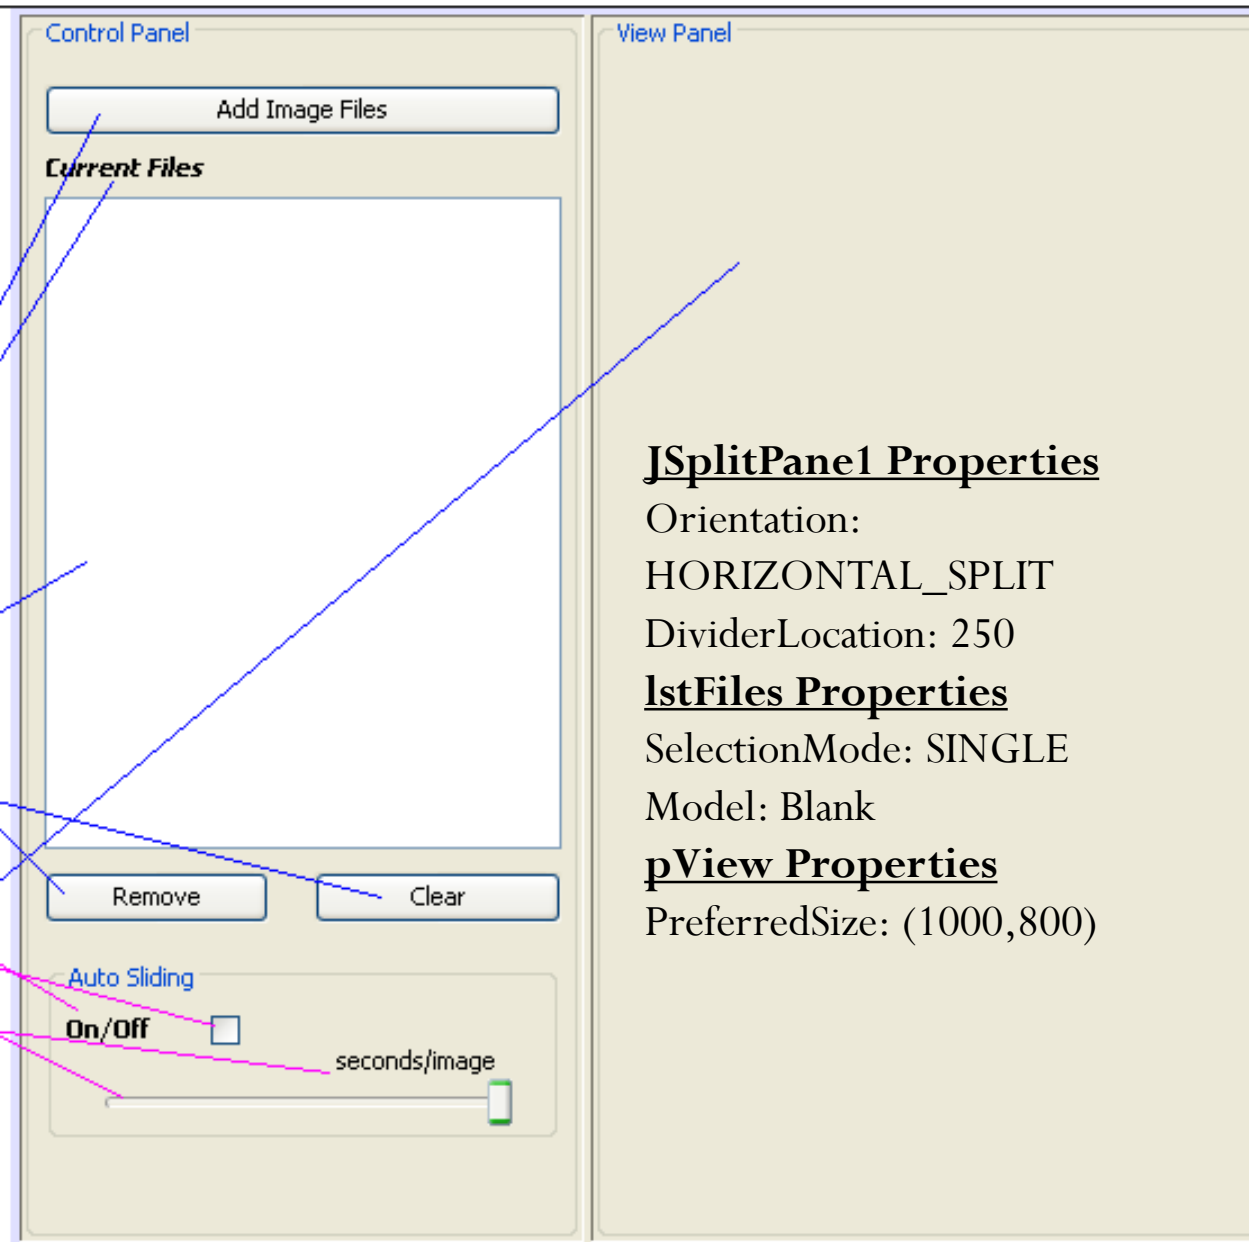 Control Panel
Add Image Files
Current Files
Remove
Clear
Auto Sliding
On/Off
seconds/image
View Panel
JSplitPane1 Properties
Orientation:
HORIZONTAL_SPLIT
DividerLocation: 250
lstFiles Properties
SelectionMode: SINGLE
Model: Blank
pView Properties
PreferredSize: (1000,800)